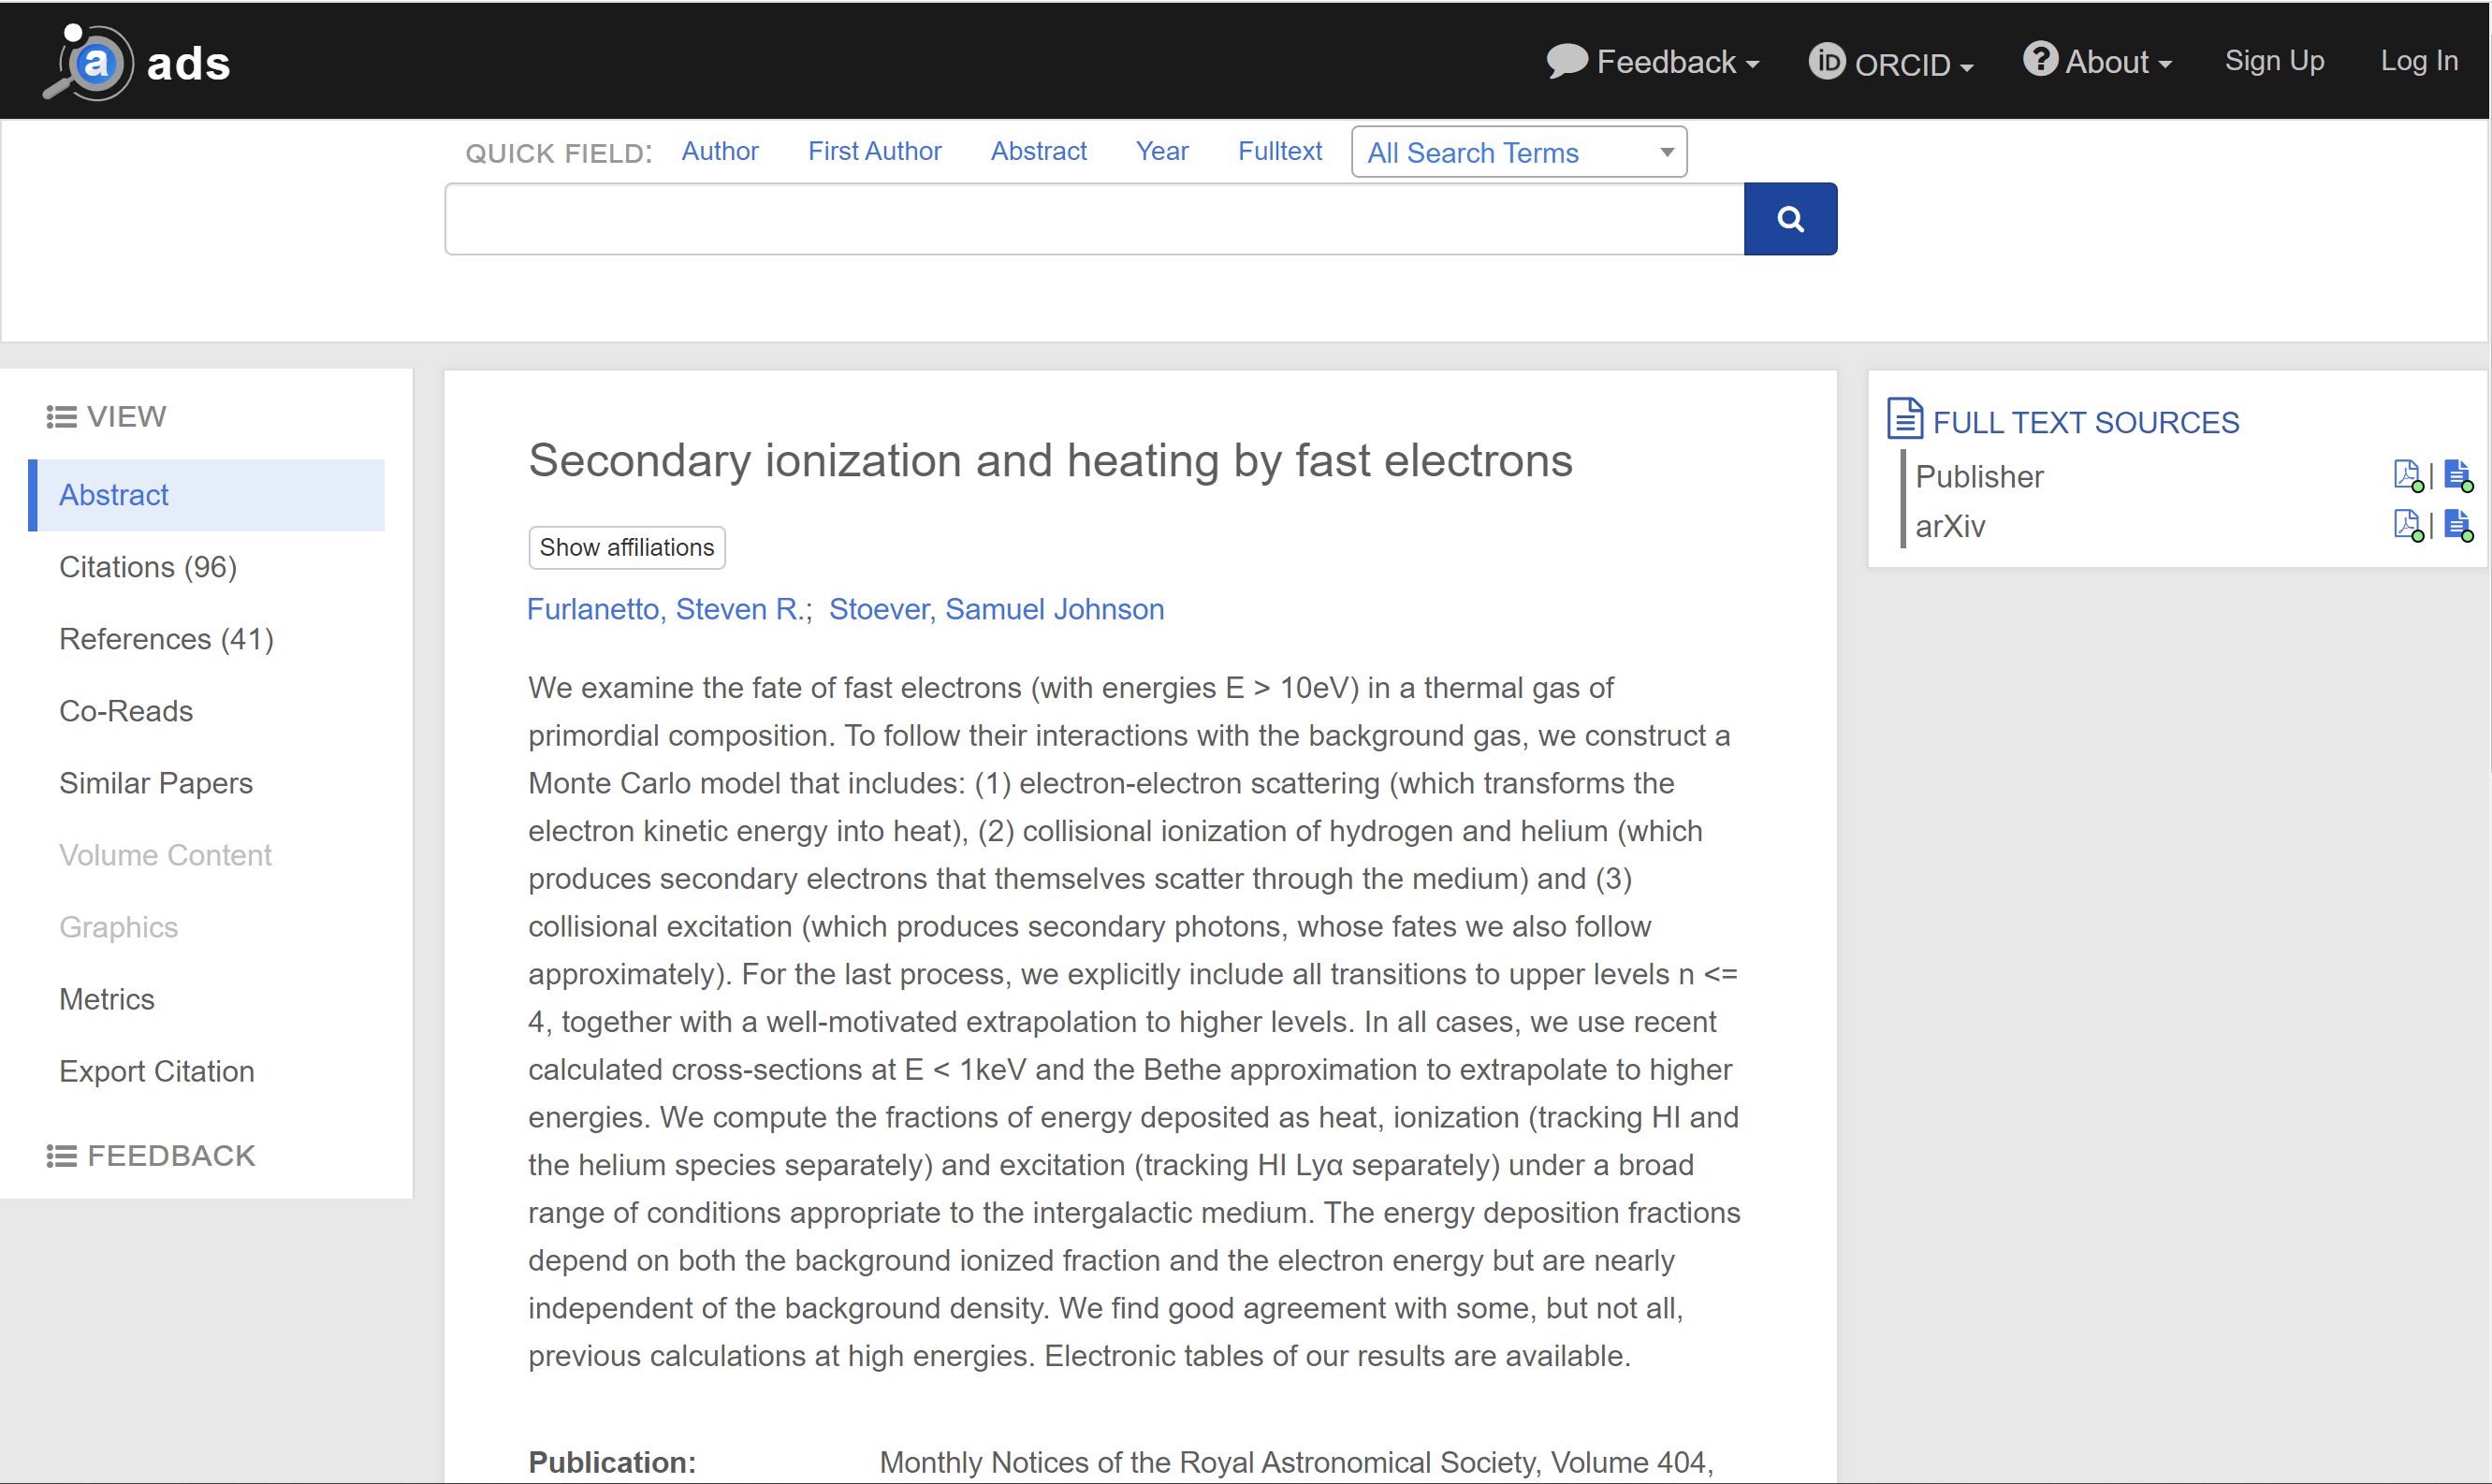 a ads
Feedback
iD ORCID
? About
Sign Up
Log In
QUICK FIELD: Author First Author Abstract Year Fulltext All Search Terms
VIEW
Abstract
Citations (96)
References (41)
Co-Reads
Similar Papers
Volume Content
Graphics
Metrics
Export Citation
FEEDBACK
Secondary ionization and heating by fast electrons
Show affiliations
Furlanetto, Steven R.; Stoever, Samuel Johnson
We examine the fate of fast electrons (with energies E > 10eV) in a thermal gas of
primordial composition. To follow their interactions with the background gas, we construct a
Monte Carlo model that includes: (1) electron-electron scattering (which transforms the
electron kinetic energy into heat), (2) collisional ionization of hydrogen and helium (which
produces secondary electrons that themselves scatter through the medium) and (3)
collisional excitation (which produces secondary photons, whose fates we also follow
approximately). For the last process, we explicitly include all transitions to upper levels n <=
4, together with a well-motivated extrapolation to higher levels. In all cases, we use recent
calculated cross-sections at E < 1keV and the Bethe approximation to extrapolate to higher
energies. We compute the fractions of energy deposited as heat, ionization (tracking HI and
the helium species separately) and excitation (tracking HI Lyα separately) under a broad
range of conditions appropriate to the intergalactic medium. The energy deposition fractions
depend on both the background ionized fraction and the electron energy but are nearly
independent of the background density. We find good agreement with some, but not all,
previous calculations at high energies. Electronic tables of our results are available.
Publication: Monthly Notices of the Royal Astronomical Society, Volume 404,
FULL TEXT SOURCES
Publisher |
arXiv |